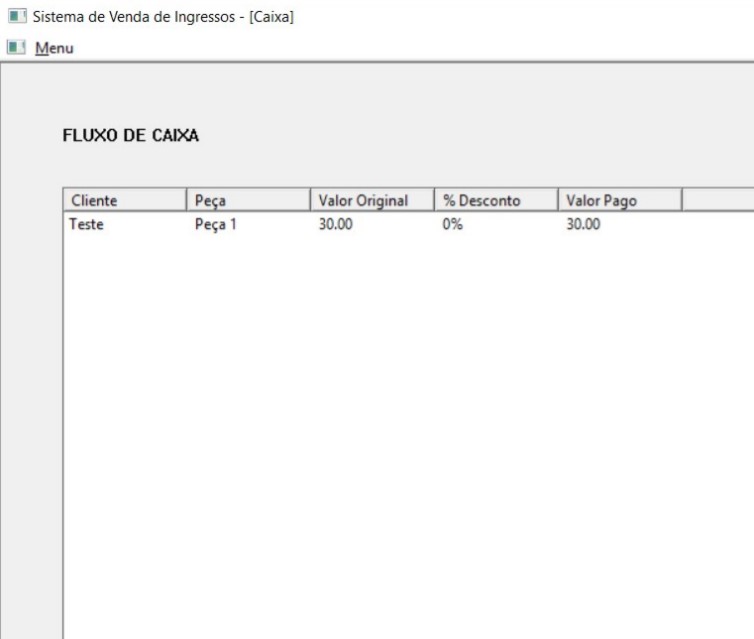 Sistema de Venda de Ingressos - [Caixa]
Menu
FLUXO DE CAIXA
Cliente Peça Valor Original % Desconto Valor Pago
Teste Peça 1 30.00 0% 30.00